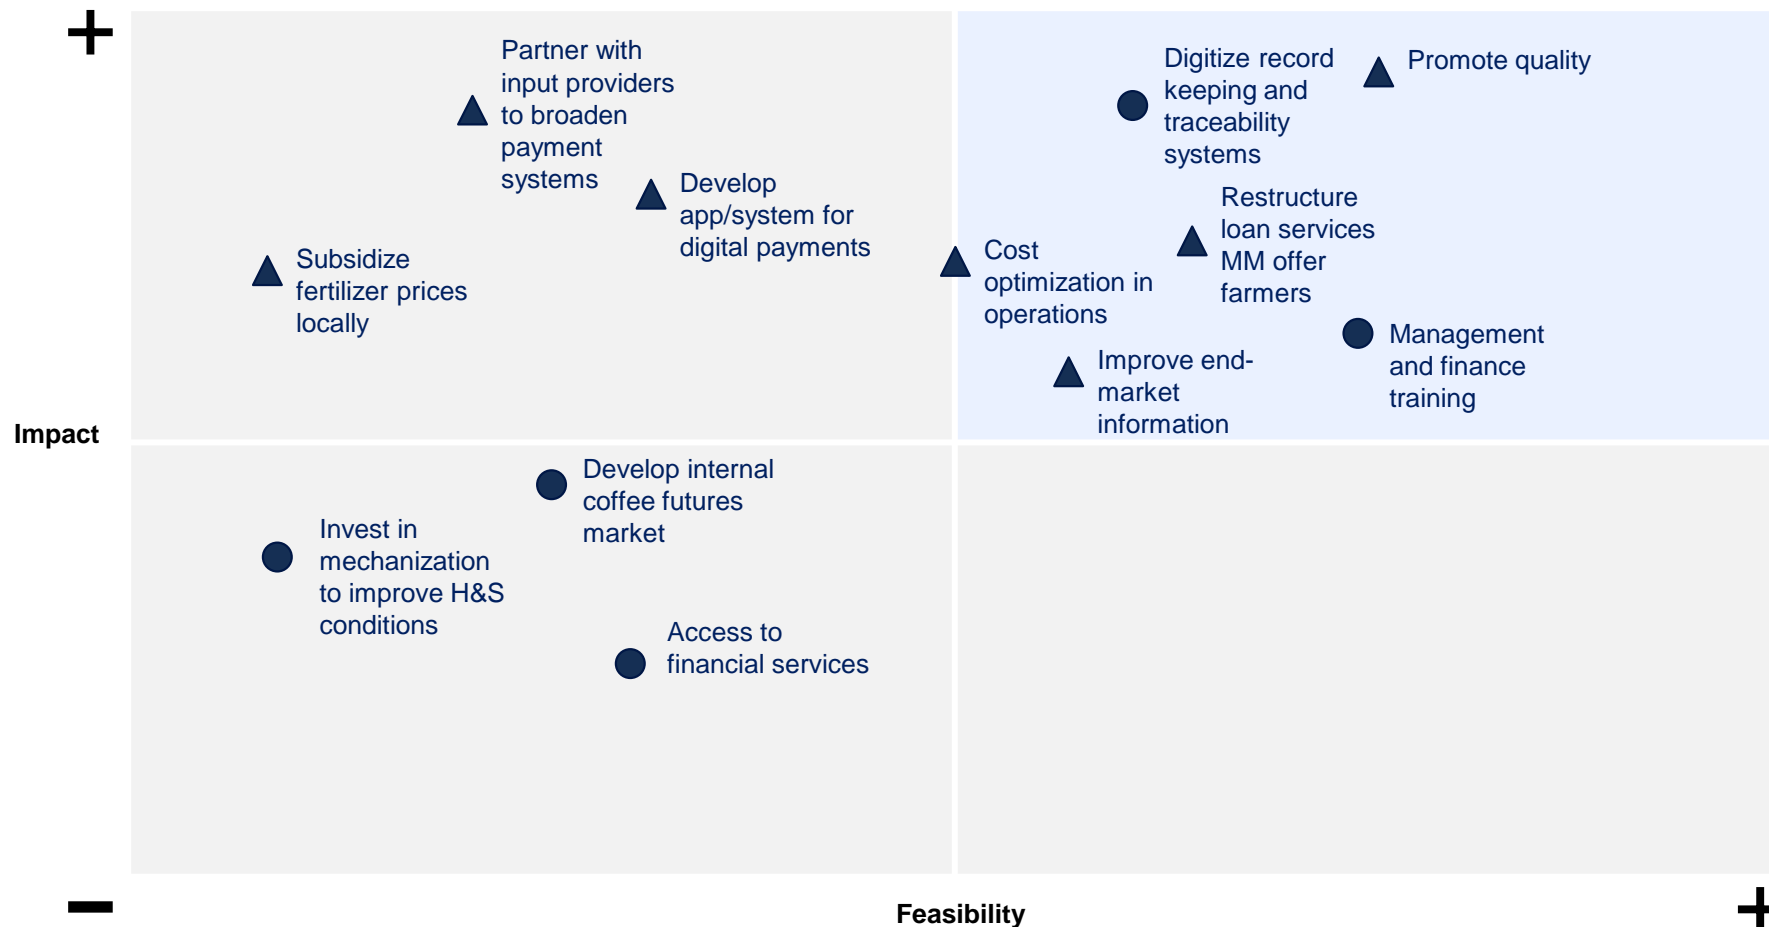 Partner with
input providers
to broaden
payment
systems
Develop
app/system for
digital payments
Subsidize
fertilizer prices
locally
Digitize record
keeping and
traceability
systems
Promote quality
Restructure
loan services
MM offer
farmers
Cost
optimization in
operations
Management
and finance
training
Improve end-
market
information
Impact
Develop internal
coffee futures
market
Invest in
mechanization
to improve H&S
conditions
Access to
financial services
Feasibility